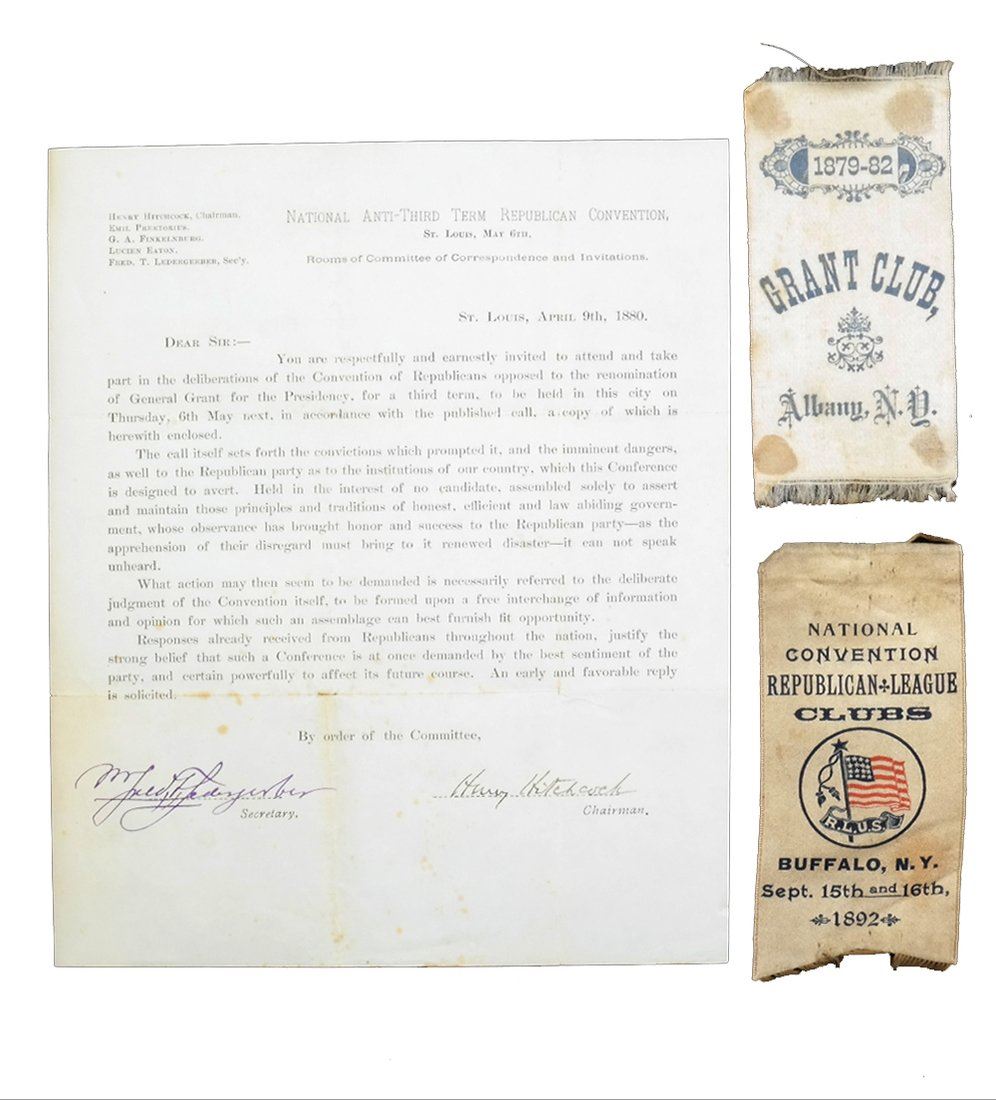 HENRY HITCHCOCK, Chairman.
EMIL PREETORIUS.
G. A. FINKELNBURG.
LUCIEN EATON.
FRED. T. LEDERGERBER, Sec'y.
NATIONAL ANTI-THIRD TERM REPUBLICAN CONVENTION,
ST. LOUIS, MAY 6TH.
Rooms of Committee of Correspondence and Invitations.
ST. LOUIS, APRIL 9th, 1880.
DEAR SIR:—
You are respectfully and earnestly invited to attend and take
part in the deliberations of the Convention of Republicans opposed to the renomination
of General Grant for the Presidency, for a third term, to be held in this city on
Thursday, 6th May next, in accordance with the published call, a copy of which is
herewith enclosed.
The call itself sets forth the convictions which prompted it, and the imminent dangers,
as well to the Republican party as to the institutions of our country, which this Conference
is designed to avert. Held in the interest of no candidate, assembled solely to assert
and maintain those principles and traditions of honest, efficient and law abiding govern-
ment, whose observance has brought honor and success to the Republican party—as the
apprehension of their disregard must bring to it renewed disaster—it can not speak
unheard.
What action may then seem to be demanded is necessarily referred to the deliberate
judgment of the Convention itself, to be formed upon a free interchange of information
and opinion for which such an assemblage can best furnish fit opportunity.
Responses already received from Republicans throughout the nation, justify the
strong belief that such a Conference is at once demanded by the best sentiment of the
party, and certain powerfully to affect its future course. An early and favorable reply
is solicited.
By order of the Committee,
Fred. T. Ledergerber
Secretary.
Henry Hitchcock
Chairman.
1879-82
GRANT CLUB,
Albany, N.Y.
NATIONAL
CONVENTION
REPUBLICAN LEAGUE
CLUBS
R.L.U.S.
BUFFALO, N.Y.
Sept. 15th and 16th,
1892